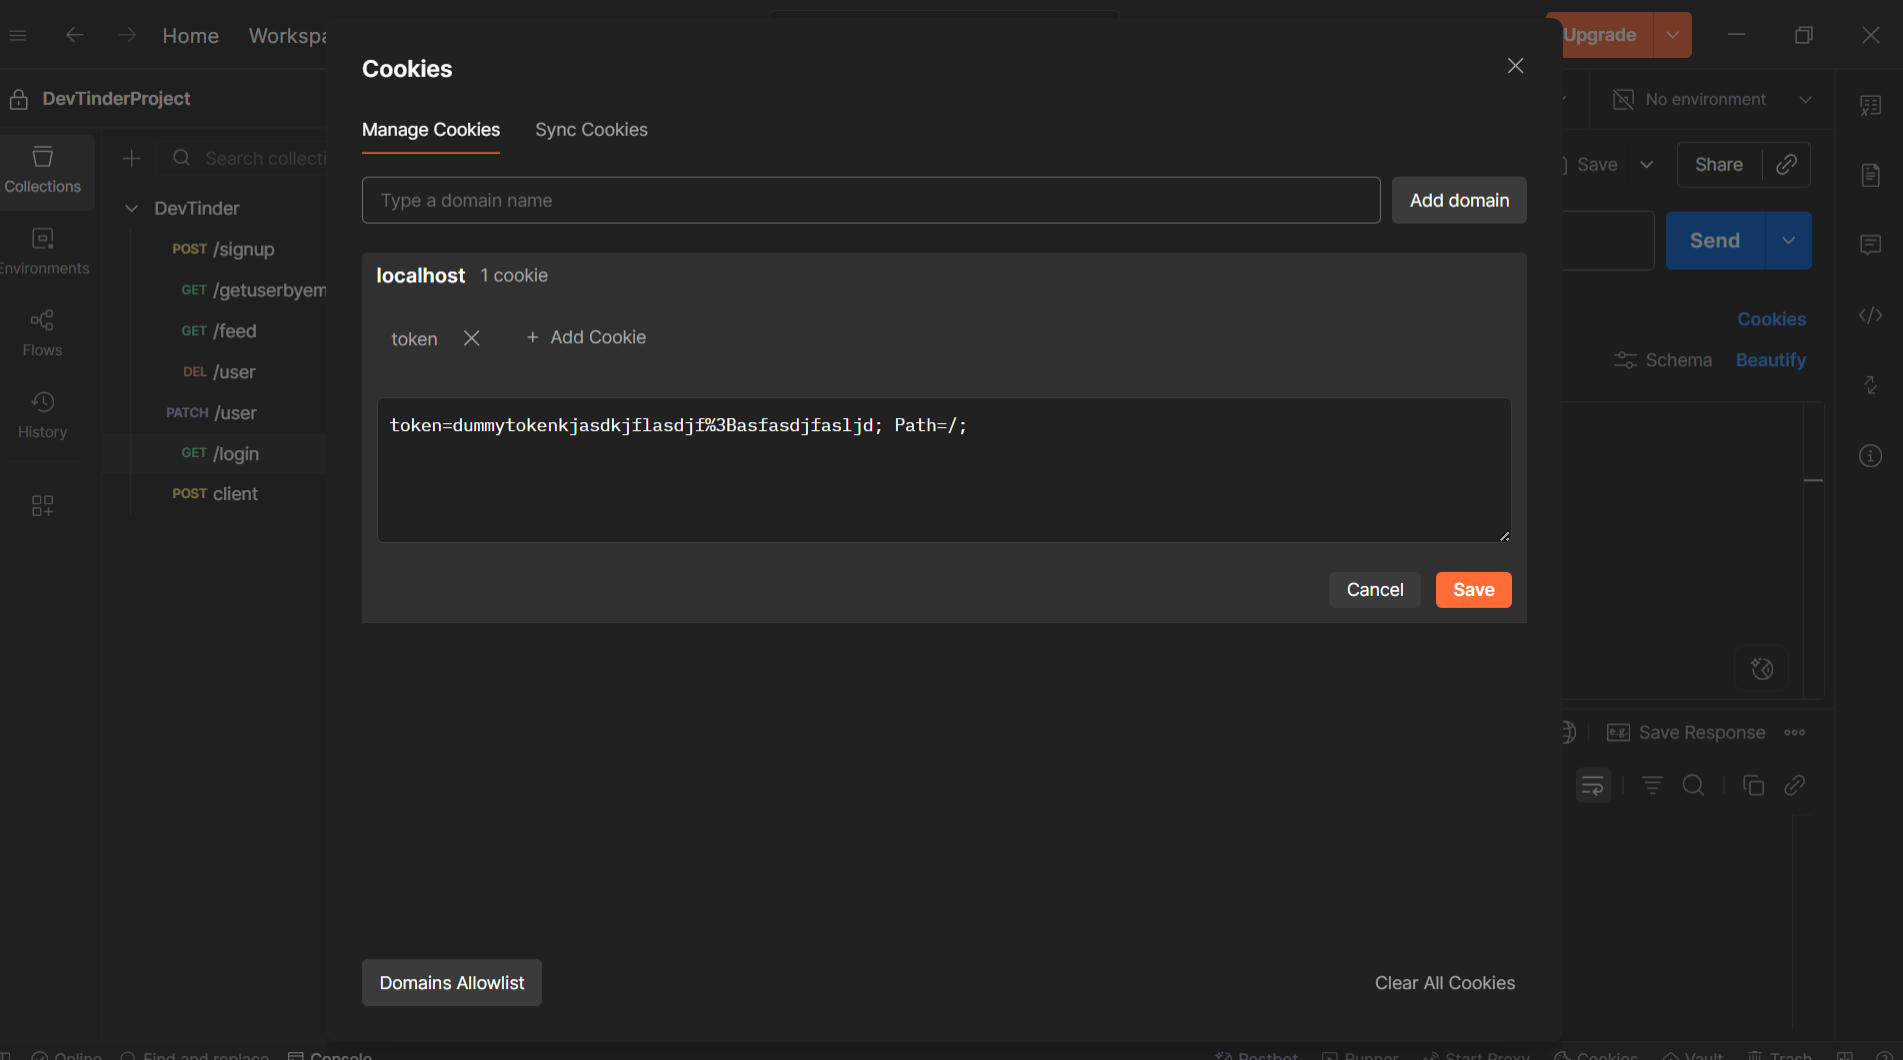 Home Workspa
Upgrade
DevTinderProject
No environment
Cookies
Manage Cookies Sync Cookies
Search collecti
Save
Share
Collections
Type a domain name
Add domain
DevTinder
Send
POST /signup
Environments
localhost 1 cookie
GET /getuserbyem
Cookies
GET /feed
token
+ Add Cookie
Flows
Schema
Beautify
DEL /user
PATCH /user
token=dummytokenkjasdkjflasdjf%3Basfasdjfasljd; Path=/;
History
GET /login
POST client
Cancel
Save
e.g. Save Response
Domains Allowlist
Clear All Cookies
Online Find and replace Console
Postbot Runner Start Proxy Cookies Vault Trash